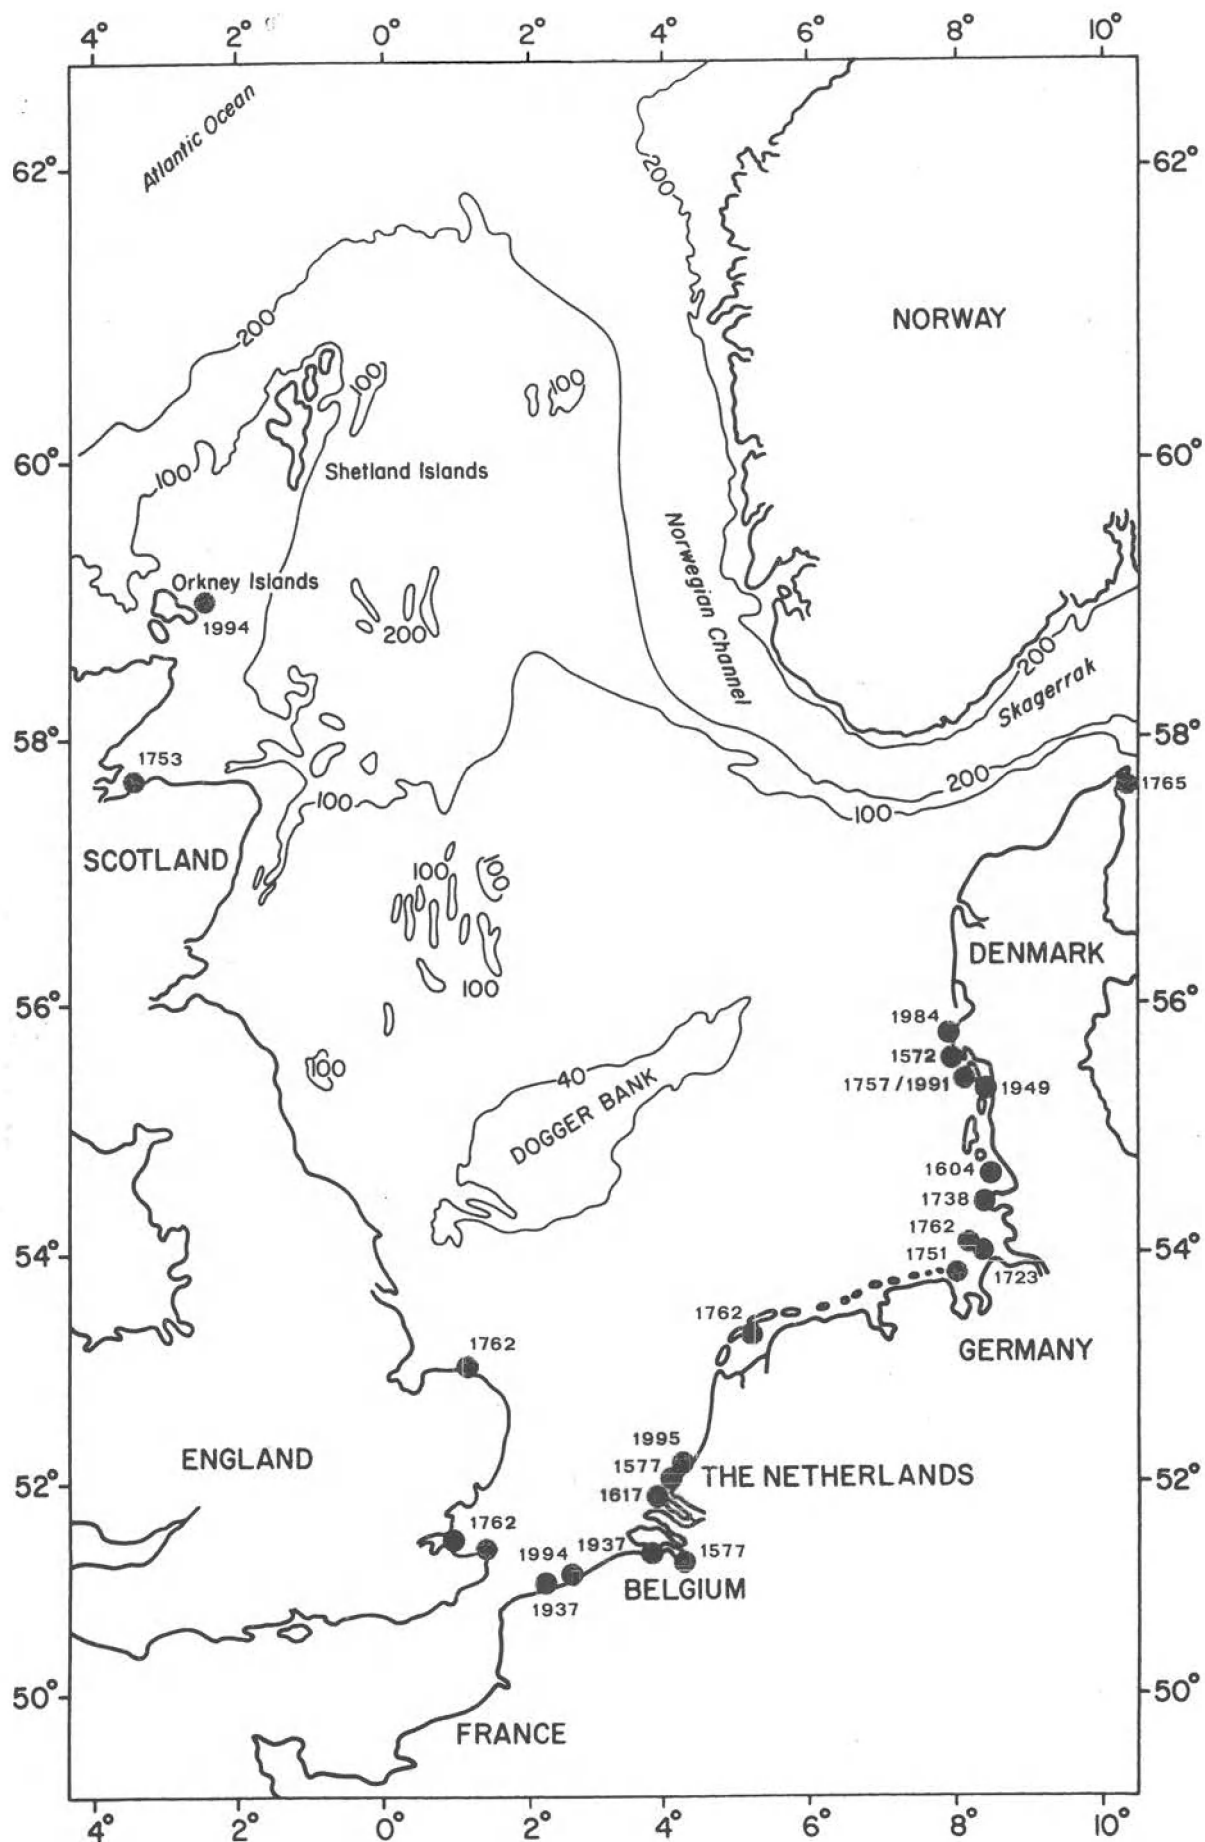 4° 2° 0° 2° 4° 6° 8° 10°
Atlantic Ocean
62° 62°
200
NORWAY
200
100 100
60° 60°
100
Shetland Islands
Norwegian Channel
Orkney Islands
1994
200
200
Skagerrak
58° 58°
1753
200
1765
100
100
SCOTLAND
100
100
DENMARK
100
56° 56°
1984
1572
100
40
1757/1991
1949
DOGGER BANK
1604
1738
1762
54° 1751 54°
1723
1762
1762
GERMANY
1995
ENGLAND
1577
THE NETHERLANDS
52° 52°
1617
1762
1937
1994
1577
BELGIUM
1937
50° 50°
FRANCE
4° 2° 0° 2° 4° 6° 8° 10°